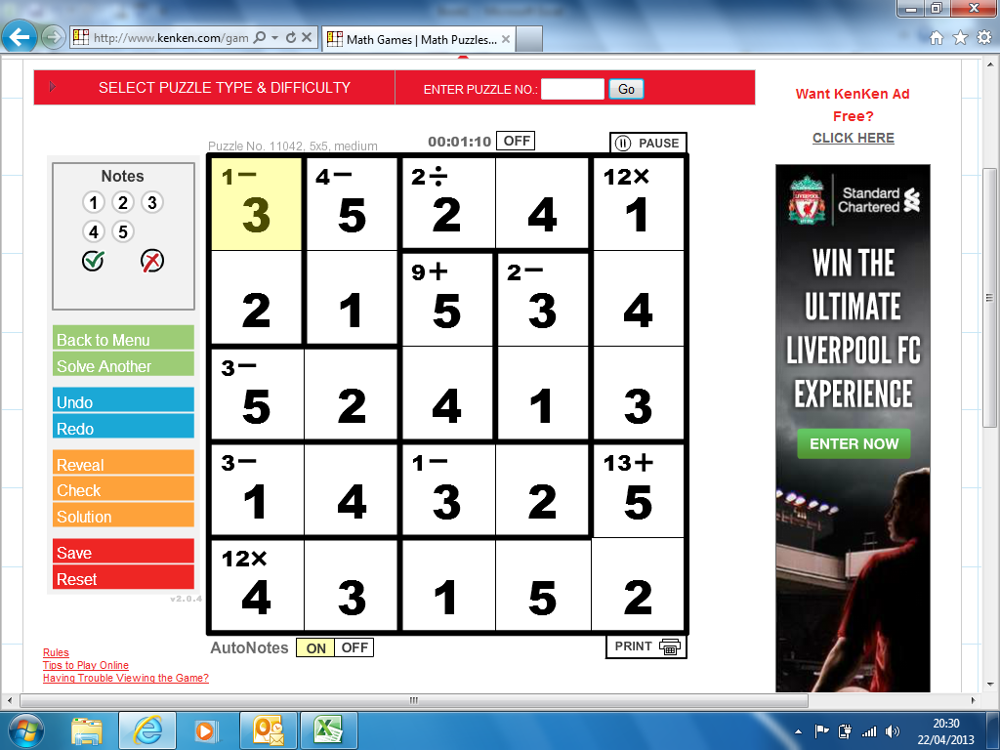 http://www.kenken.com/gam
Math Games | Math Puzzles...
SELECT PUZZLE TYPE & DIFFICULTY
ENTER PUZZLE NO.:
Go
Want KenKen Ad
Free?
CLICK HERE
Puzzle No. 11042, 5x5, medium
00:01:10
OFF
PAUSE
Notes
1 2 3
4 5
1− 4− 2÷ 12×
3 5 2 4 1
9+ 2−
2 1 5 3 4
3−
5 2 4 1 3
3− 1− 13+
1 4 3 2 5
12×
4 3 1 5 2
Back to Menu
Solve Another
Undo
Redo
Reveal
Check
Solution
Save
Reset
v2.0.4
AutoNotes ON OFF
PRINT
Rules
Tips to Play Online
Having Trouble Viewing the Game?
LIVERPOOL
Standard
Chartered
WIN THE
ULTIMATE
LIVERPOOL FC
EXPERIENCE
ENTER NOW
20:30
22/04/2013